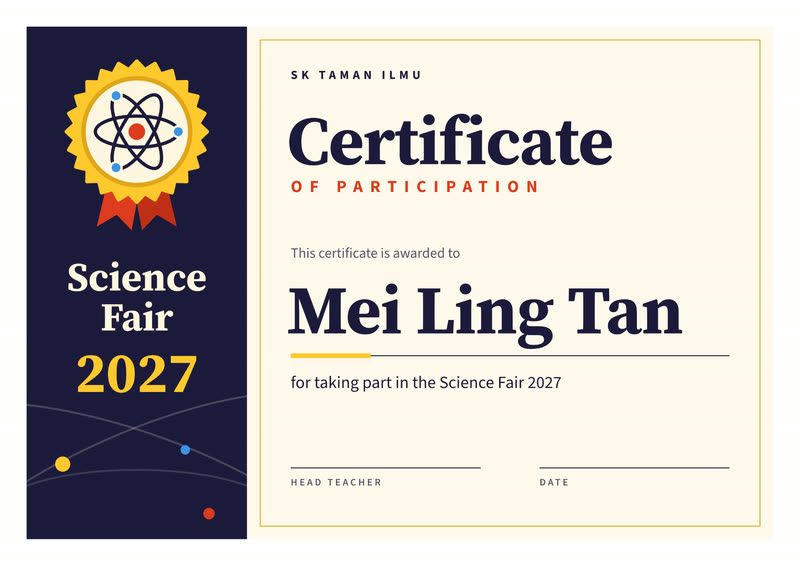 Science
Fair
2027
SK TAMAN ILMU
Certificate
OF PARTICIPATION
This certificate is awarded to
Mei Ling Tan
for taking part in the Science Fair 2027
HEAD TEACHER
DATE